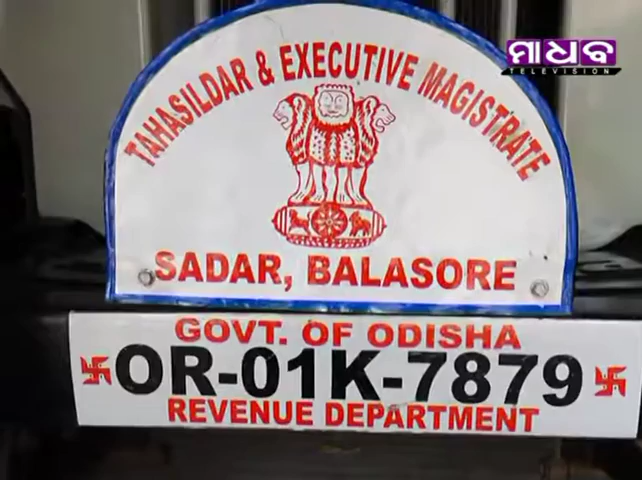 ମାଧବ
TELEVISION
TAHASILDAR & EXECUTIVE MAGISTRATE
SADAR, BALASORE
GOVT. OF ODISHA
OR-01K-7879
REVENUE DEPARTMENT